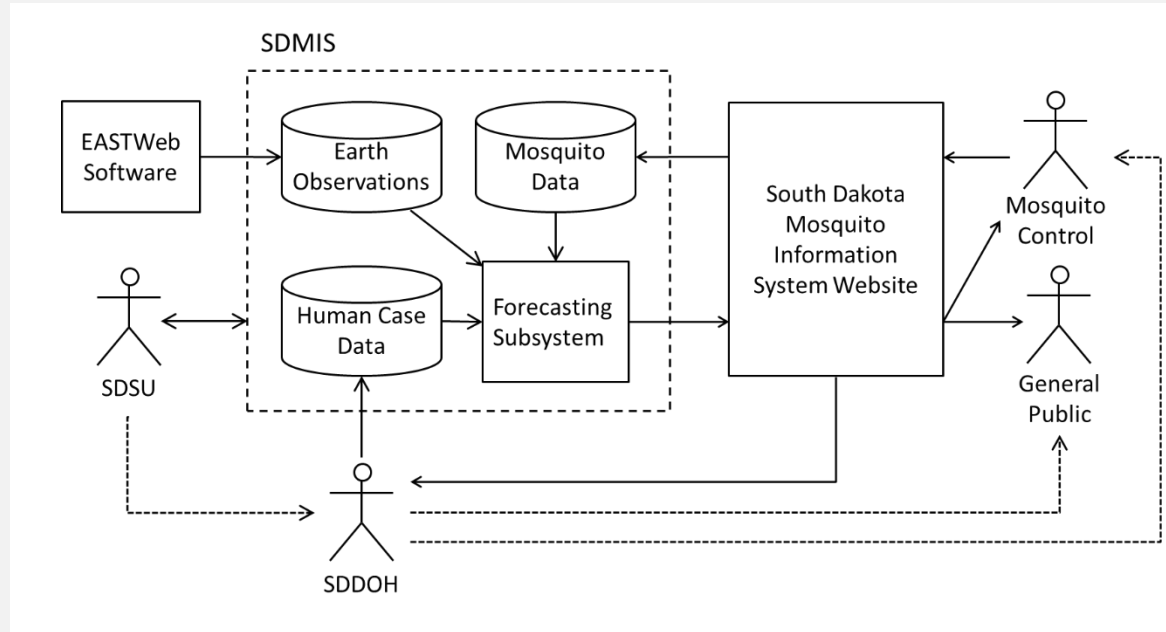 SDMIS
EASTWeb
Software
Earth
Observations
Mosquito
Data
South Dakota
Mosquito
Information
System Website
Mosquito
Control
Human Case
Data
Forecasting
Subsystem
SDSU
General
Public
SDDOH